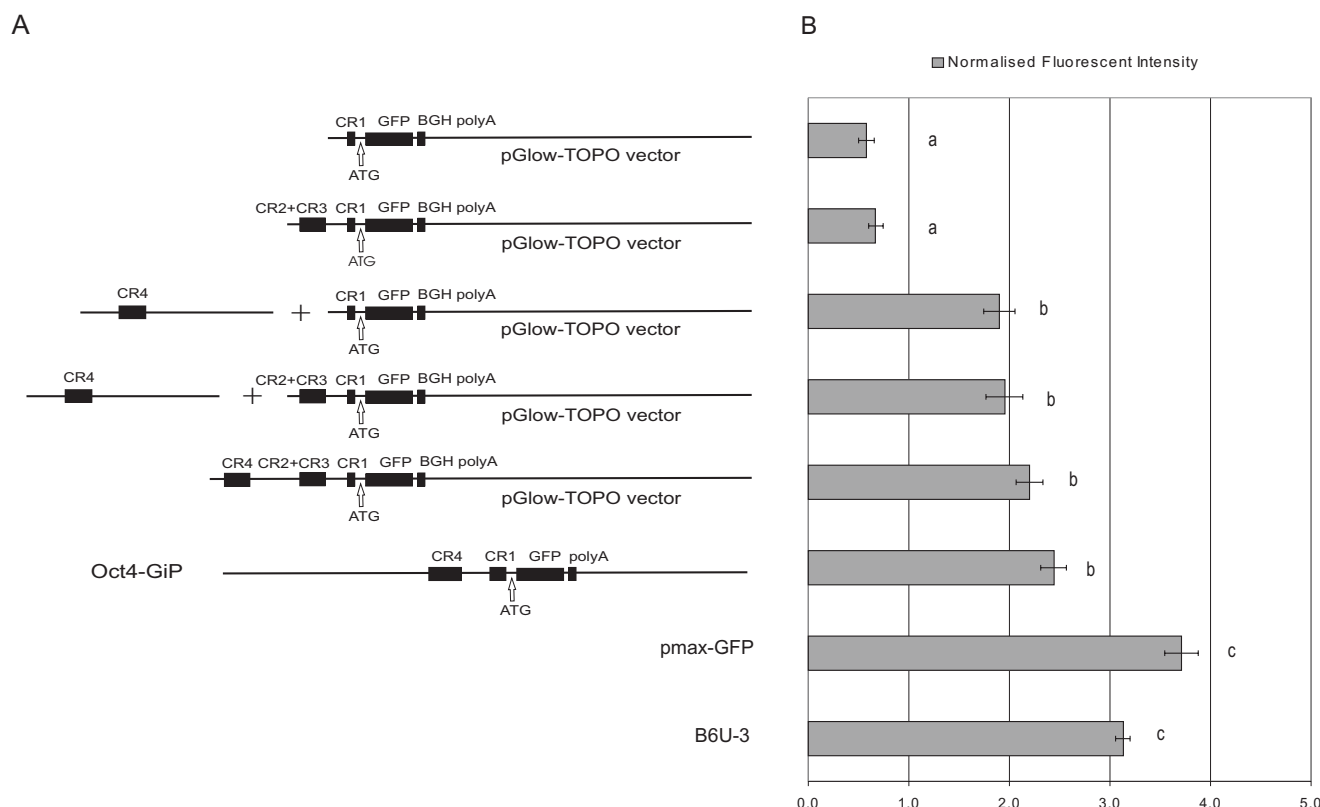 A
B
Normalised Fluorescent Intensity
CR1 GFP BGH polyA
pGlow-TOPO vector
ATG
a
CR2+CR3 CR1 GFP BGH polyA
pGlow-TOPO vector
ATG
a
CR4
+
CR1 GFP BGH polyA
pGlow-TOPO vector
ATG
b
CR4
+
CR2+CR3 CR1 GFP BGH polyA
pGlow-TOPO vector
ATG
b
CR4 CR2+CR3 CR1 GFP BGH polyA
pGlow-TOPO vector
ATG
b
Oct4-GiP
CR4 CR1 GFP polyA
ATG
b
pmax-GFP
c
B6U-3
c
0.0 1.0 2.0 3.0 4.0 5.0